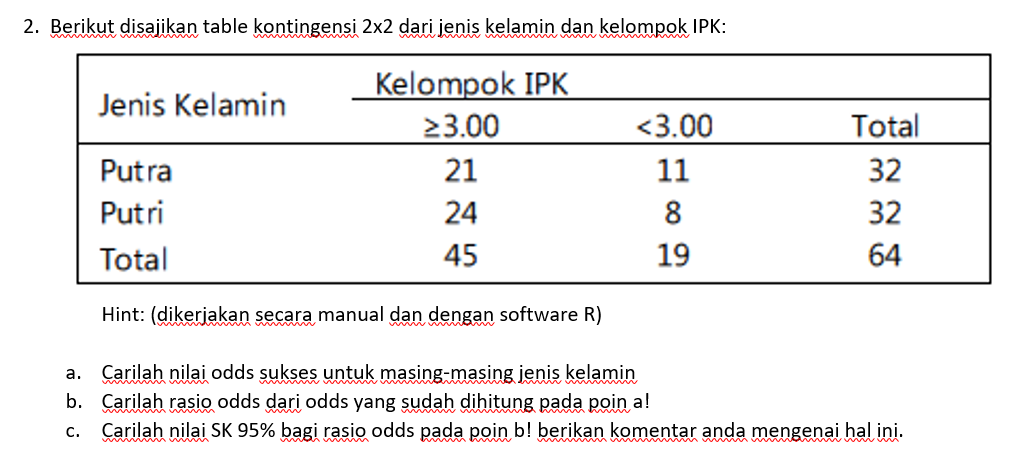 2. Berikut disajikan table kontingensi 2x2 dari jenis kelamin dan kelompok IPK:
Kelompok IPK
Jenis Kelamin
≥3.00 <3.00 Total
Putra 21 11 32
Putri 24 8 32
Total 45 19 64
Hint: (dikerjakan secara manual dan dengan software R)
a. Carilah nilai odds sukses untuk masing-masing jenis kelamin
b. Carilah rasio odds dari odds yang sudah dihitung pada poin a!
c. Carilah nilai SK 95% bagi rasio odds pada poin b! berikan komentar anda mengenai hal ini.